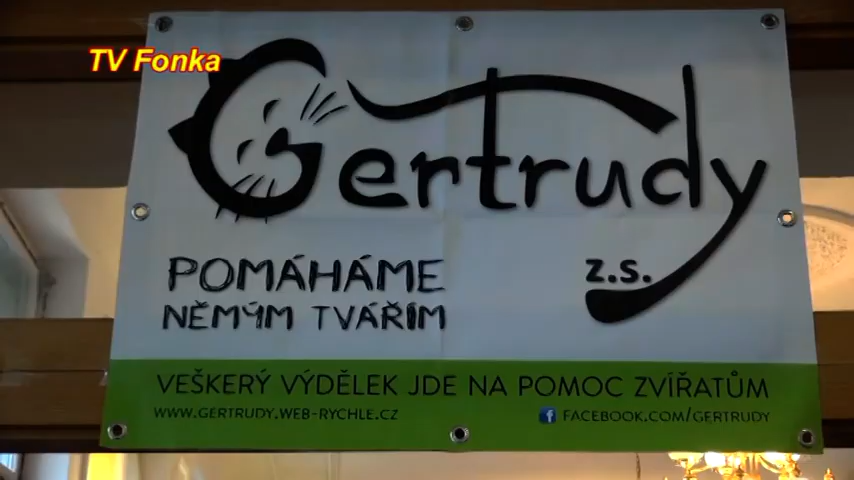 TV Fonka
Gertrudy
z.s.
POMÁHÁME
NĚMÝM TVÁŘÍM
VEŠKERÝ VÝDĚLEK JDE NA POMOC ZVÍŘATŮM
WWW.GERTRUDY.WEB-RYCHLE.CZ
FACEBOOK.COM/GERTRUDY